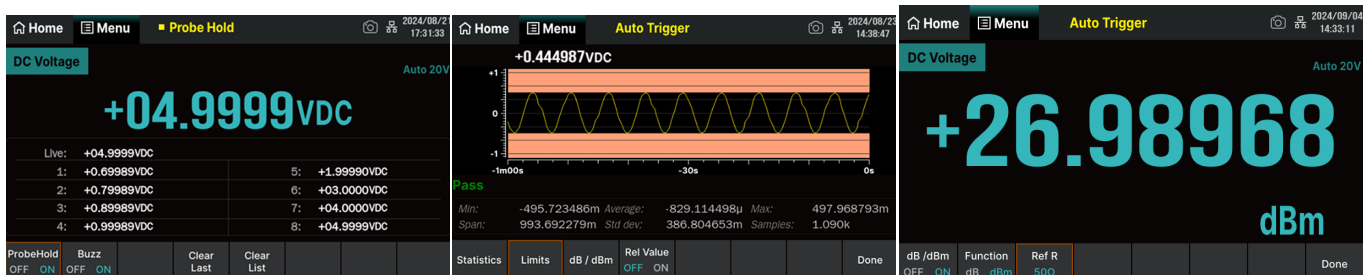 Home Menu Probe Hold 2024/08/21 17:31:33
DC Voltage
Auto 20V
+04.9999VDC
Live: +04.9999VDC
1: +0.69989VDC 5: +1.99990VDC
2: +0.79989VDC 6: +03.0000VDC
3: +0.89989VDC 7: +04.0000VDC
4: +0.99989VDC 8: +04.9999VDC
ProbeHold Buzz Clear Last Clear List
OFF ON OFF ON
Home Menu Auto Trigger 2024/08/23 14:38:47
+0.444987VDC
+1
0
-1
-1m00s -30s 0s
Pass
Min: -495.723486m Average: -829.114498µ Max: 497.968793m
Span: 993.692279m Std dev: 386.804653m Samples: 1.090k
Statistics Limits dB / dBm Rel Value Done
OFF ON
Home Menu Auto Trigger 2024/09/04 14:33:11
DC Voltage
Auto 20V
+26.98968
dBm
dB /dBm Function Ref R Done
OFF ON dB dBm 50Ω